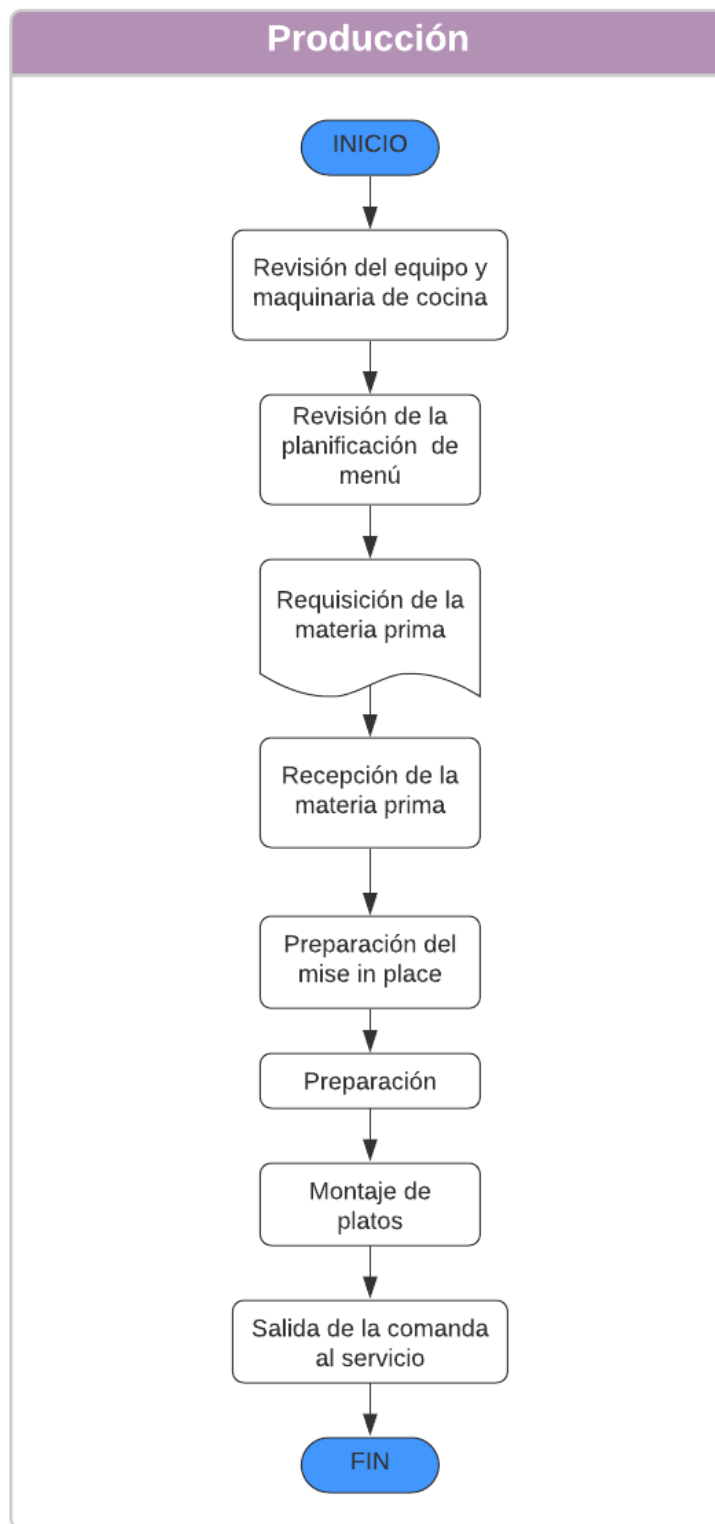 Producción
INICIO
Revisión del equipo y
maquinaria de cocina
Revisión de la
planificación de
menú
Requisición de la
materia prima
Recepción de la
materia prima
Preparación del
mise in place
Preparación
Montaje de
platos
Salida de la comanda
al servicio
FIN